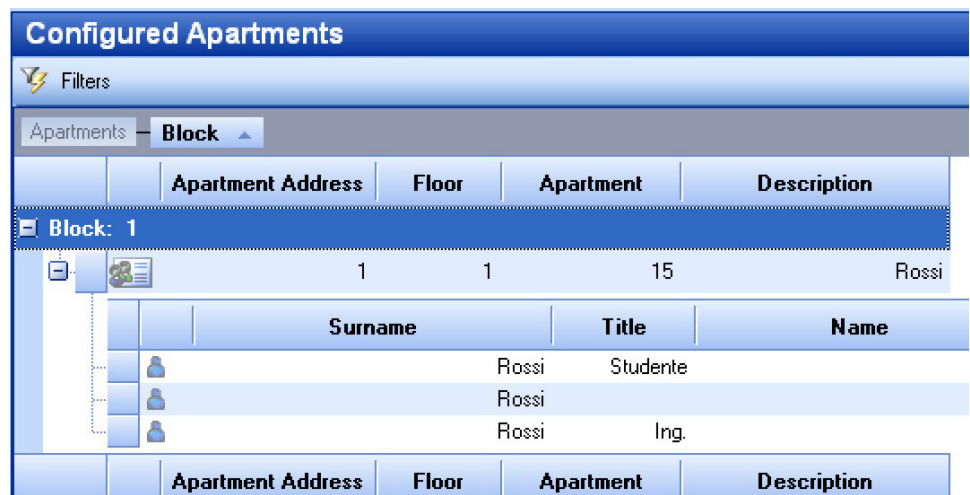 Configured Apartments
Filters
Apartments Block
Apartment Address Floor Apartment Description
Block: 1
1 1 15 Rossi
Surname Title Name
Rossi Studente
Rossi
Rossi Ing.
Apartment Address Floor Apartment Description